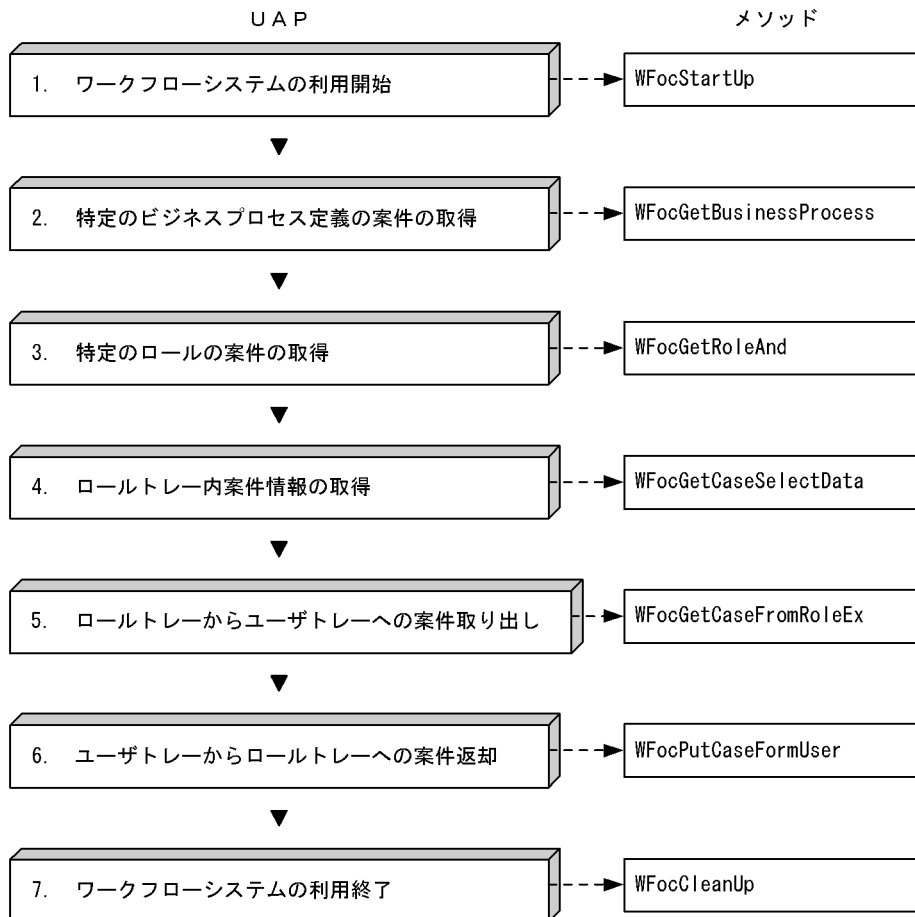 ＵＡＰ メソッド
1. ワークフローシステムの利用開始 WFocStartUp
▼
2. 特定のビジネスプロセス定義の案件の取得 WFocGetBusinessProcess
▼
3. 特定のロールの案件の取得 WFocGetRoleAnd
▼
4. ロールトレー内案件情報の取得 WFocGetCaseSelectData
▼
5. ロールトレーからユーザトレーへの案件取り出し WFocGetCaseFromRoleEx
▼
6. ユーザトレーからロールトレーへの案件返却 WFocPutCaseFormUser
▼
7. ワークフローシステムの利用終了 WFocCleanUp